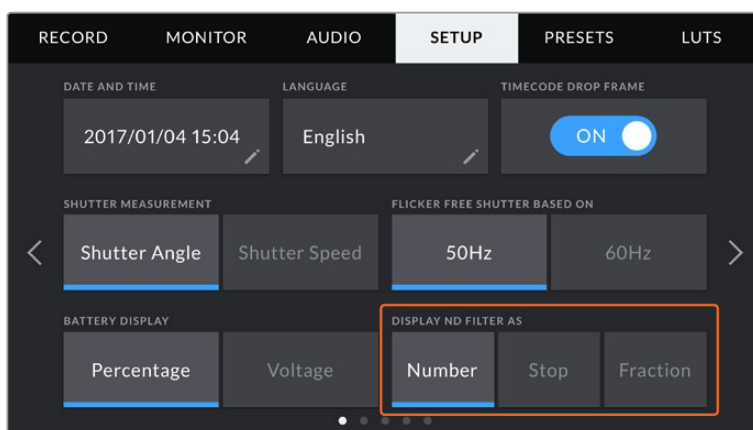 RECORD MONITOR AUDIO SETUP PRESETS LUTS
DATE AND TIME LANGUAGE TIMECODE DROP FRAME
2017/01/04 15:04 English ON
SHUTTER MEASUREMENT FLICKER FREE SHUTTER BASED ON
Shutter Angle Shutter Speed 50Hz 60Hz
BATTERY DISPLAY DISPLAY ND FILTER AS
Percentage Voltage Number Stop Fraction